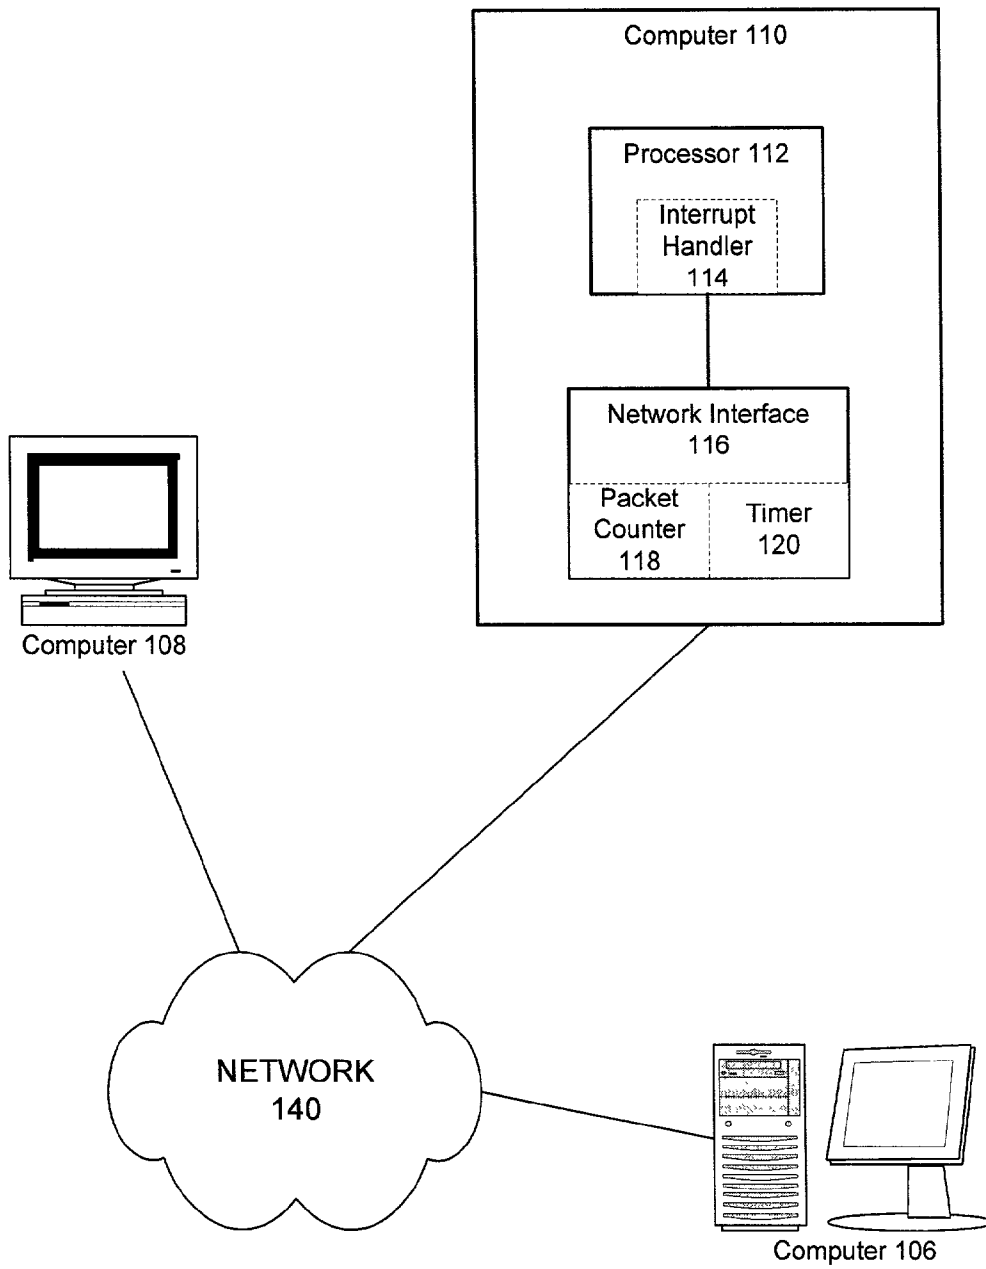 Computer 110
Processor 112
Interrupt
Handler
114
Network Interface
116
Packet
Counter
118
Timer
120
Computer 108
NETWORK
140
Computer 106